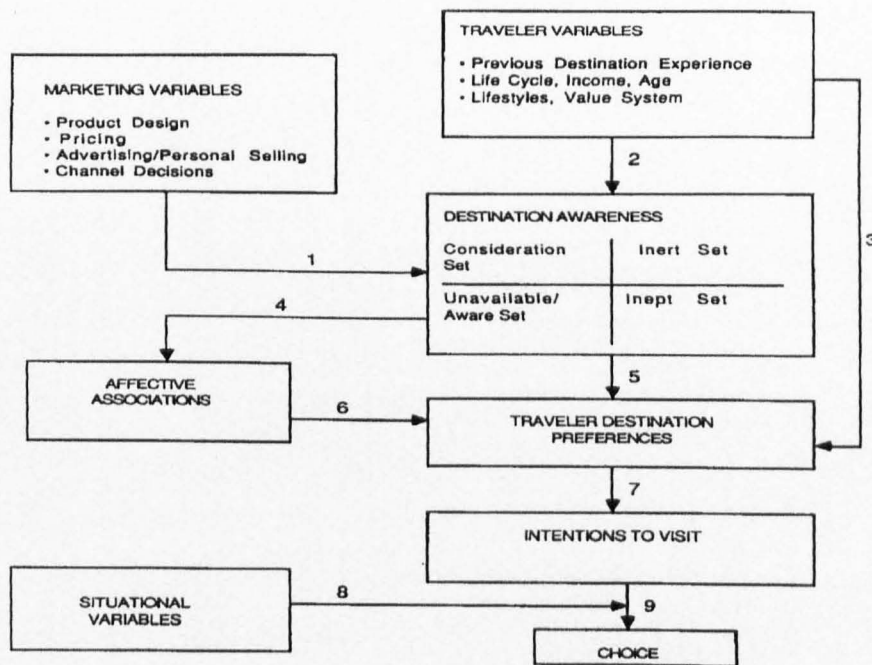 TRAVELER VARIABLES
• Previous Destination Experience
• Life Cycle, Income, Age
• Lifestyles, Value System
MARKETING VARIABLES
• Product Design
• Pricing
• Advertising/Personal Selling
• Channel Decisions
2
3
DESTINATION AWARENESS
Consideration
Set
Inert Set
Unavailable/
Aware Set
Inept Set
1
4
5
AFFECTIVE
ASSOCIATIONS
6
TRAVELER DESTINATION
PREFERENCES
7
INTENTIONS TO VISIT
SITUATIONAL
VARIABLES
8
9
CHOICE